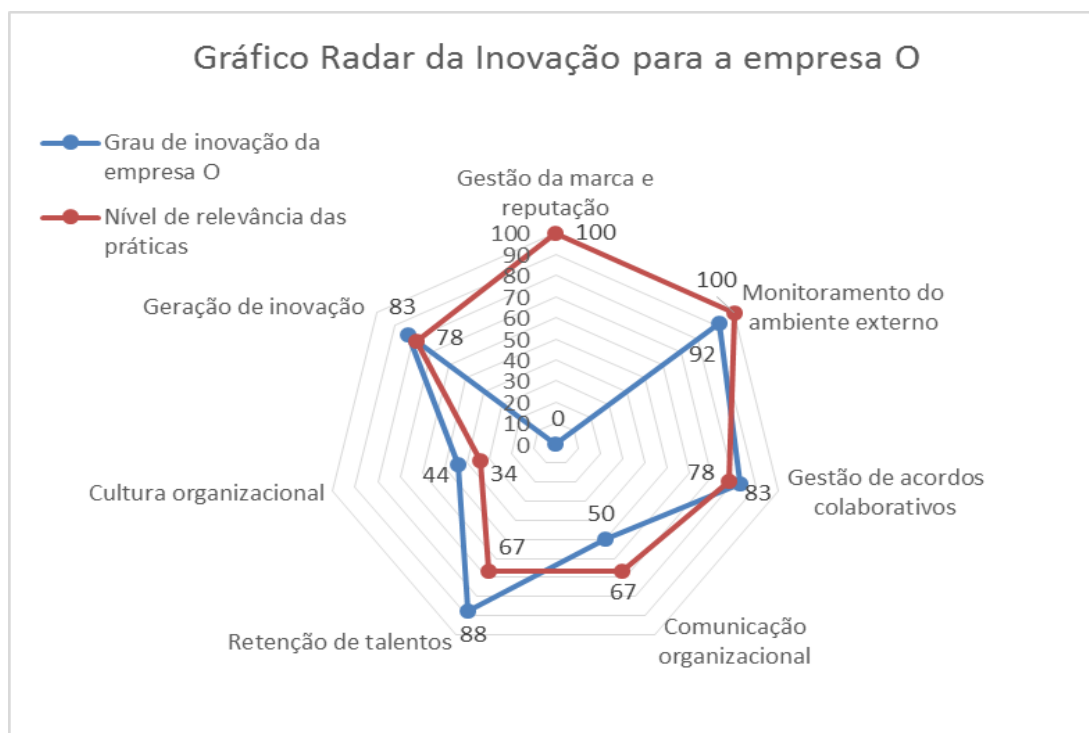 Gráfico Radar da Inovação para a empresa O
Grau de inovação da
empresa O
Nível de relevância das
práticas
Gestão da marca e
reputação
100
100
90
80
70
60
50
40
30
20
10
0
0
100
Monitoramento do
ambiente externo
92
78
Gestão de acordos
colaborativos
83
50
67
Comunicação
organizacional
67
Retenção de talentos
88
Cultura organizacional
44
34
Geração de inovação
83
78